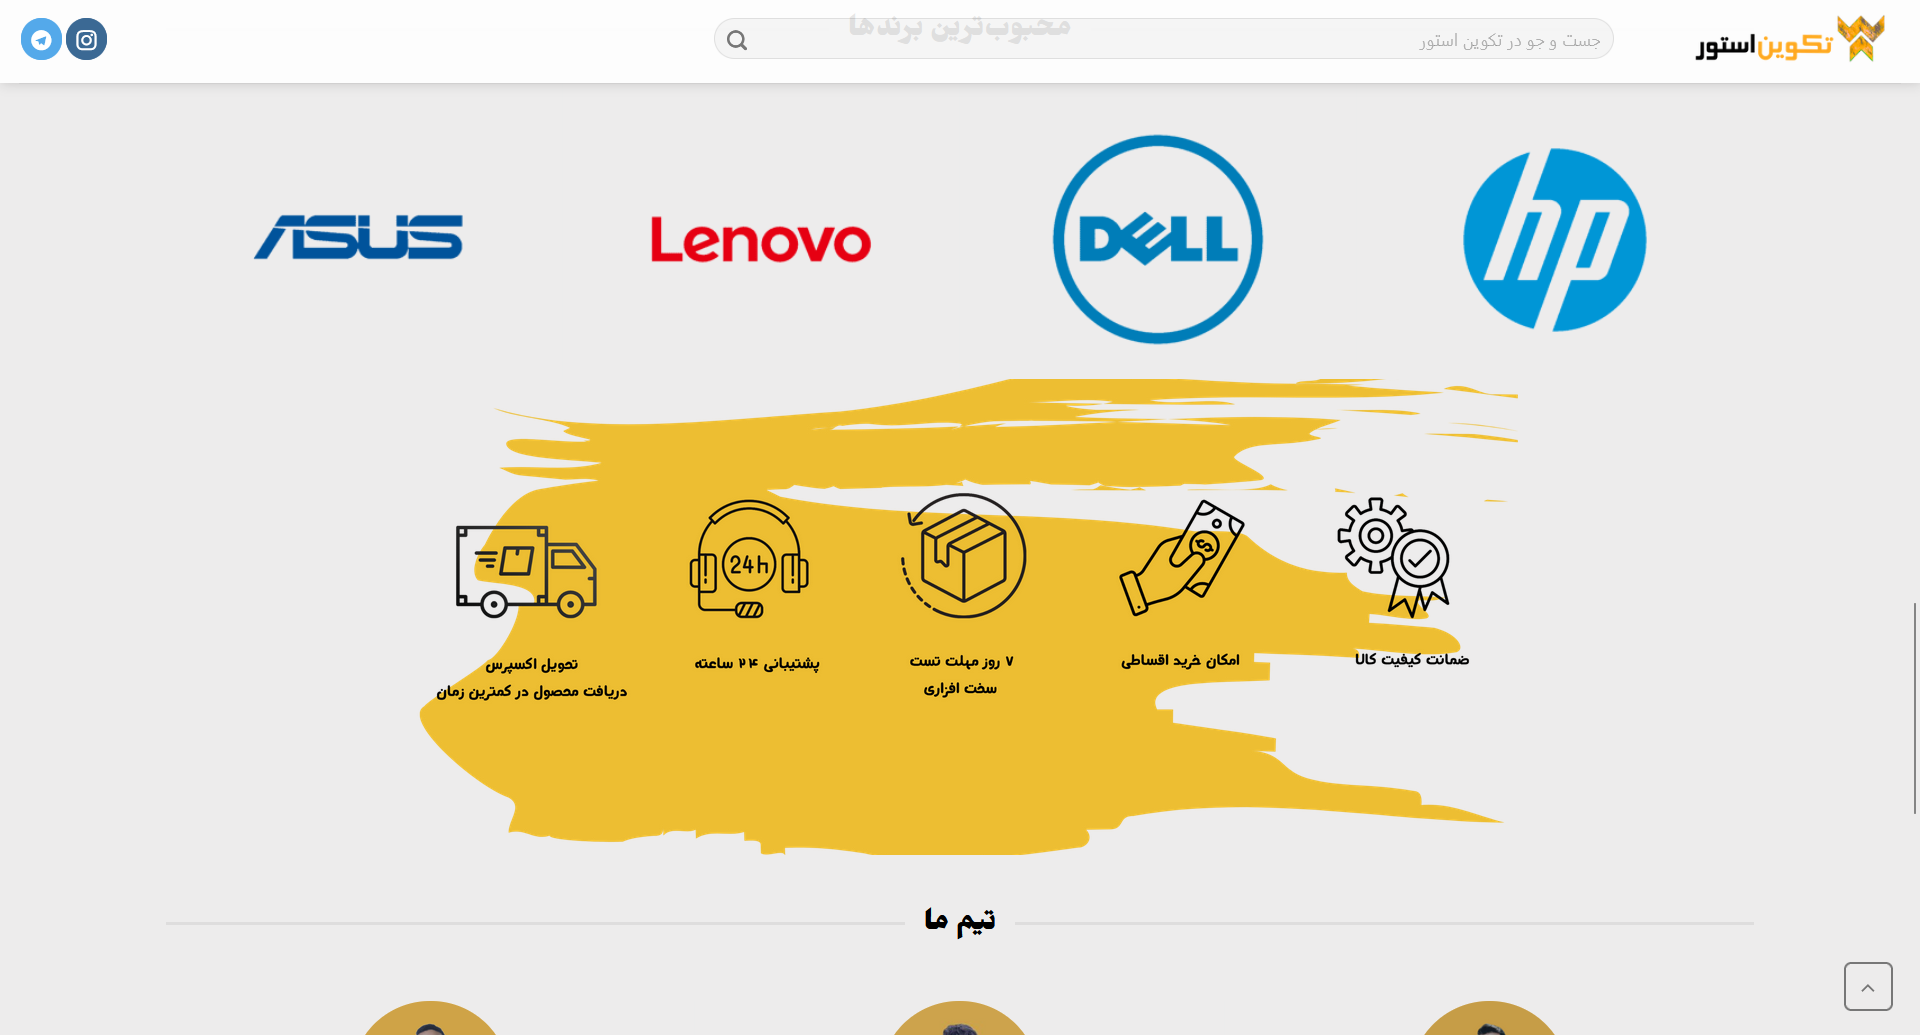 تکوین استور
جست و جو در تکوین استور
محبوب‌ترین برندها
hp
DELL
Lenovo
ASUS
ضمانت کیفیت کالا
امکان خرید اقساطی
۷ روز مهلت تست
سخت افزاری
24h
پشتیبانی ۲۴ ساعته
تحویل اکسپرس
دریافت محصول در کمترین زمان
تیم ما